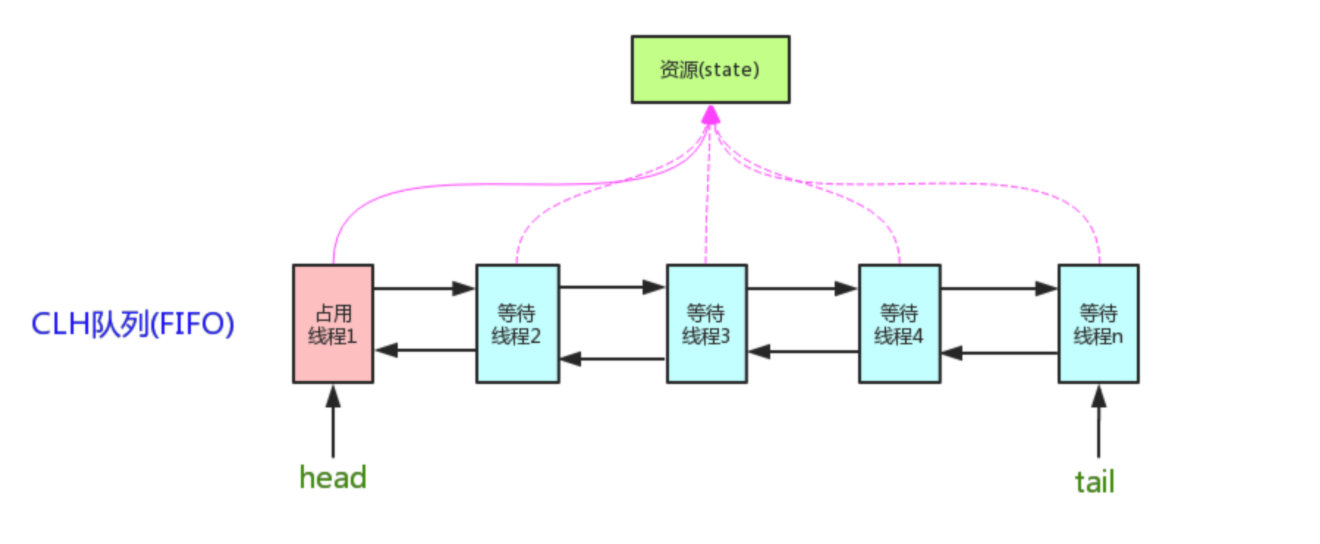 资源(state)
CLH队列(FIFO)
占用
线程1
等待
线程2
等待
线程3
等待
线程4
等待
线程n
head
tail